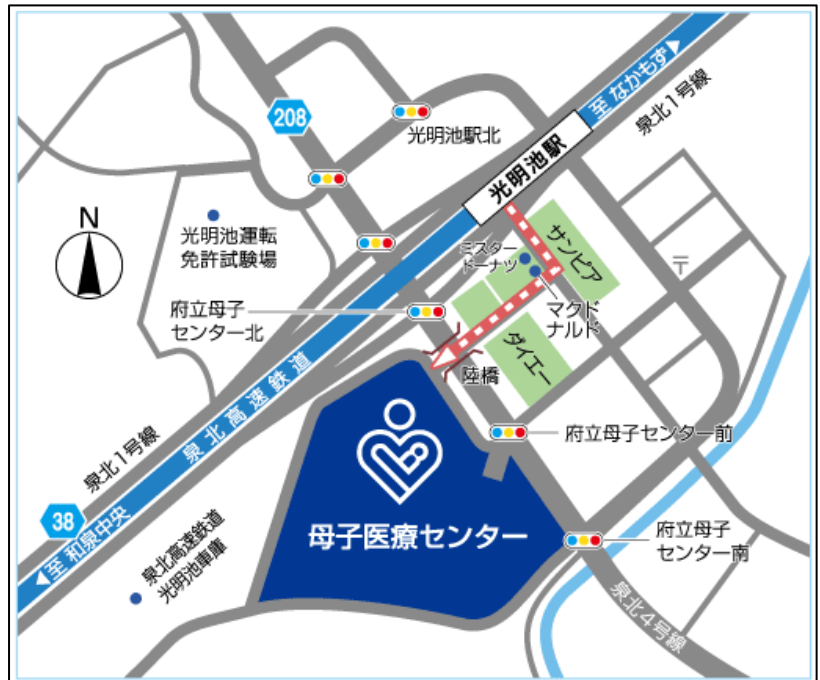 至 なかもず
泉北1号線
208
光明池駅北
光明池駅
N
光明池運転
免許試験場
ミスター
ドーナツ
サンピア
〒
マクド
ナルド
府立母子
センター北
ダイエー
陸橋
泉北高速鉄道
泉北1号線
府立母子センター前
38
至 和泉中央
泉北高速鉄道
光明池車庫
母子医療センター
府立母子
センター南
泉北4号線